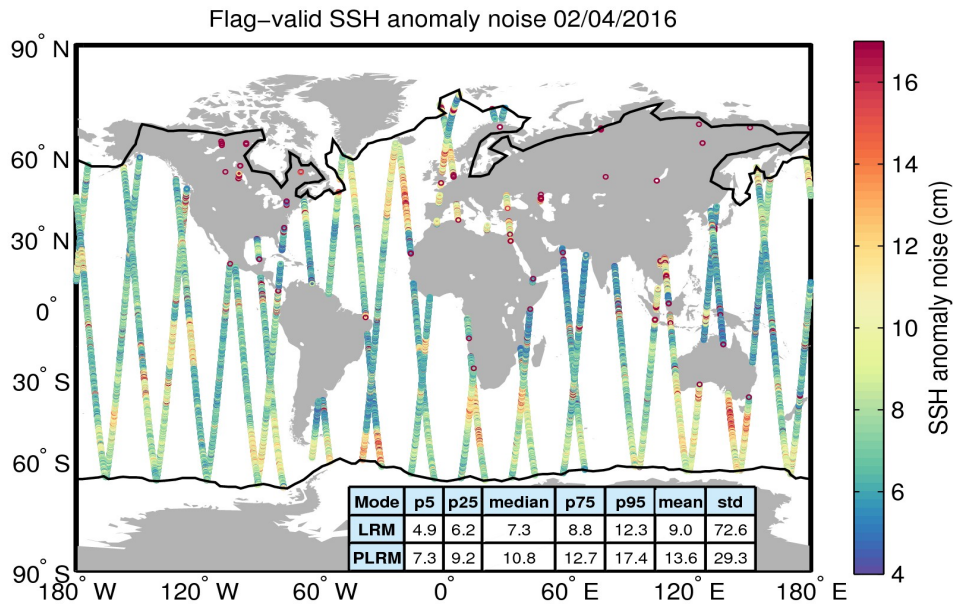 Flag−valid SSH anomaly noise 02/04/2016
90° N
60° N
30° N
0°
30° S
60° S
90° S
180° W
120° W
60° W
0°
60° E
120° E
180° E
Mode p5 p25 median p75 p95 mean std
LRM 4.9 6.2 7.3 8.8 12.3 9.0 72.6
PLRM 7.3 9.2 10.8 12.7 17.4 13.6 29.3
16
14
12
10
8
6
4
SSH anomaly noise (cm)